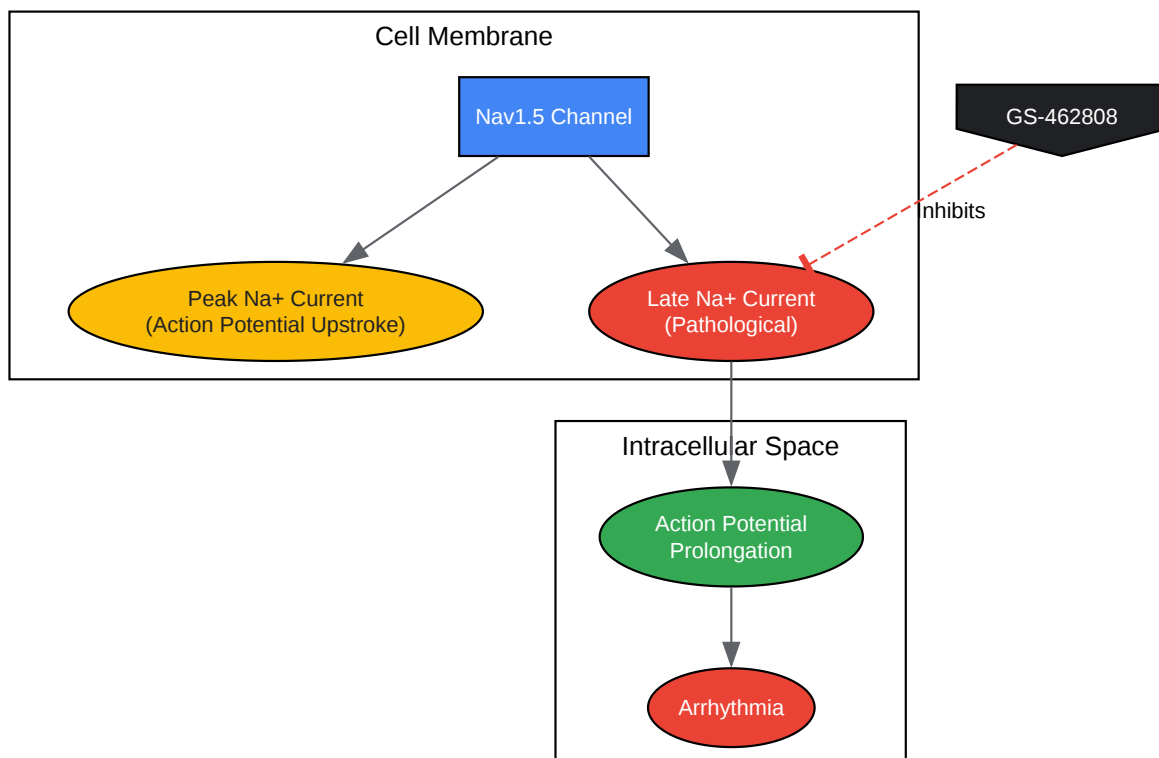 Cell Membrane
Nav1.5 Channel
GS-462808
Inhibits
Peak Na+ Current
(Action Potential Upstroke)
Late Na+ Current
(Pathological)
Intracellular Space
Action Potential
Prolongation
Arrhythmia